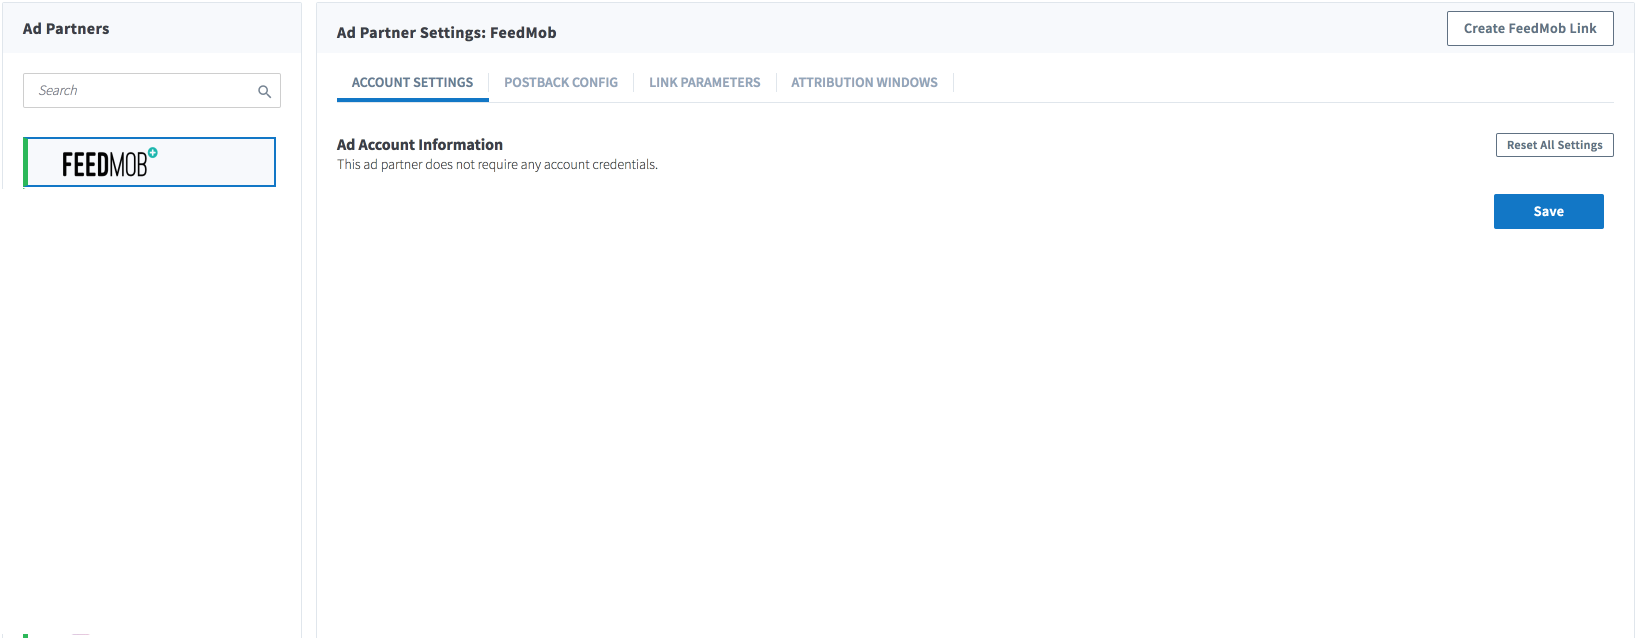 Ad Partners
Search
FEEDMOB
Ad Partner Settings: FeedMob
Create FeedMob Link
ACCOUNT SETTINGS
POSTBACK CONFIG
LINK PARAMETERS
ATTRIBUTION WINDOWS
Ad Account Information
This ad partner does not require any account credentials.
Reset All Settings
Save